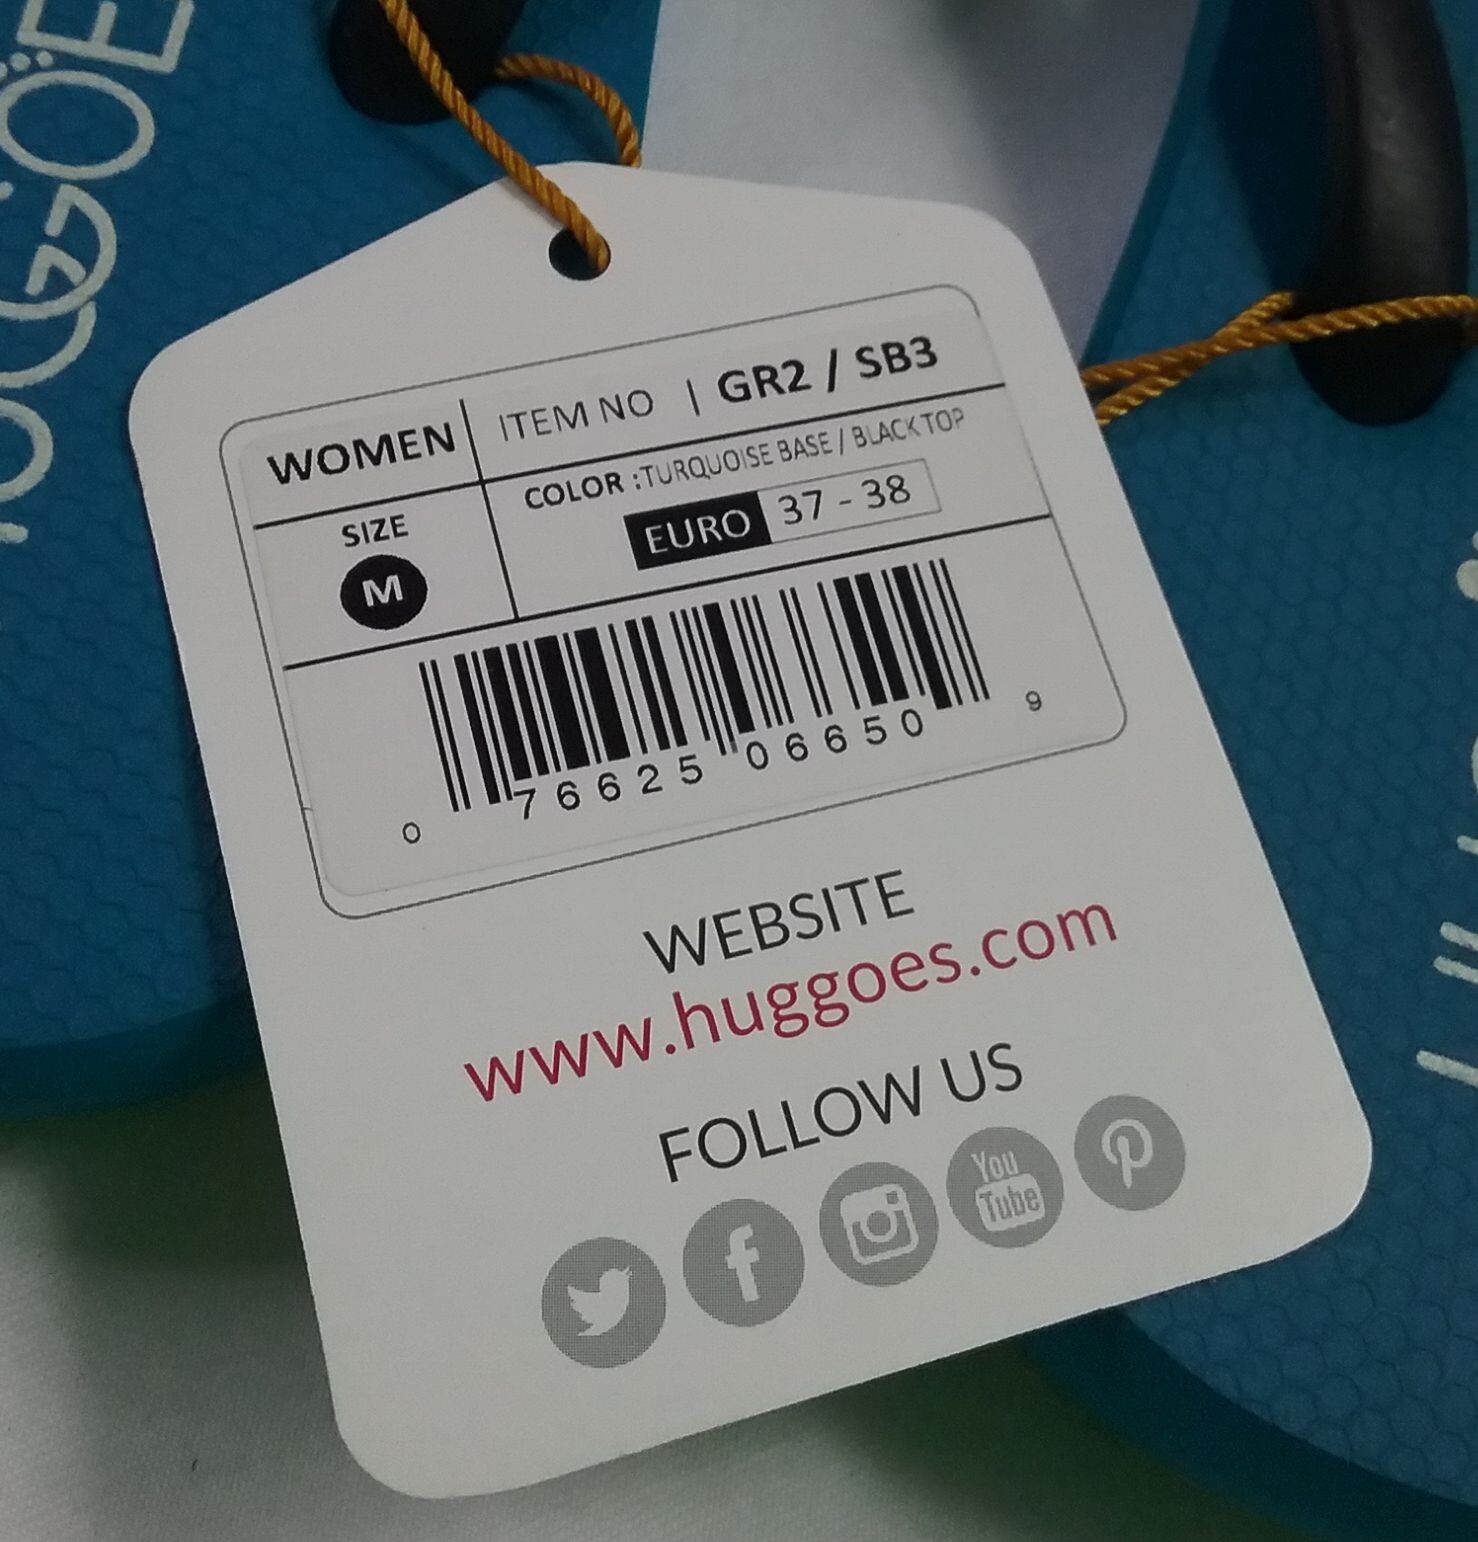 HUGGOE
WOMEN ITEM NO | GR2 / SB3
SIZE COLOR :TURQUOISE BASE / BLACK TOP
M EURO 37 - 38
0 76625 06650 9
WEBSITE
www.huggoes.com
FOLLOW US
You
Tube